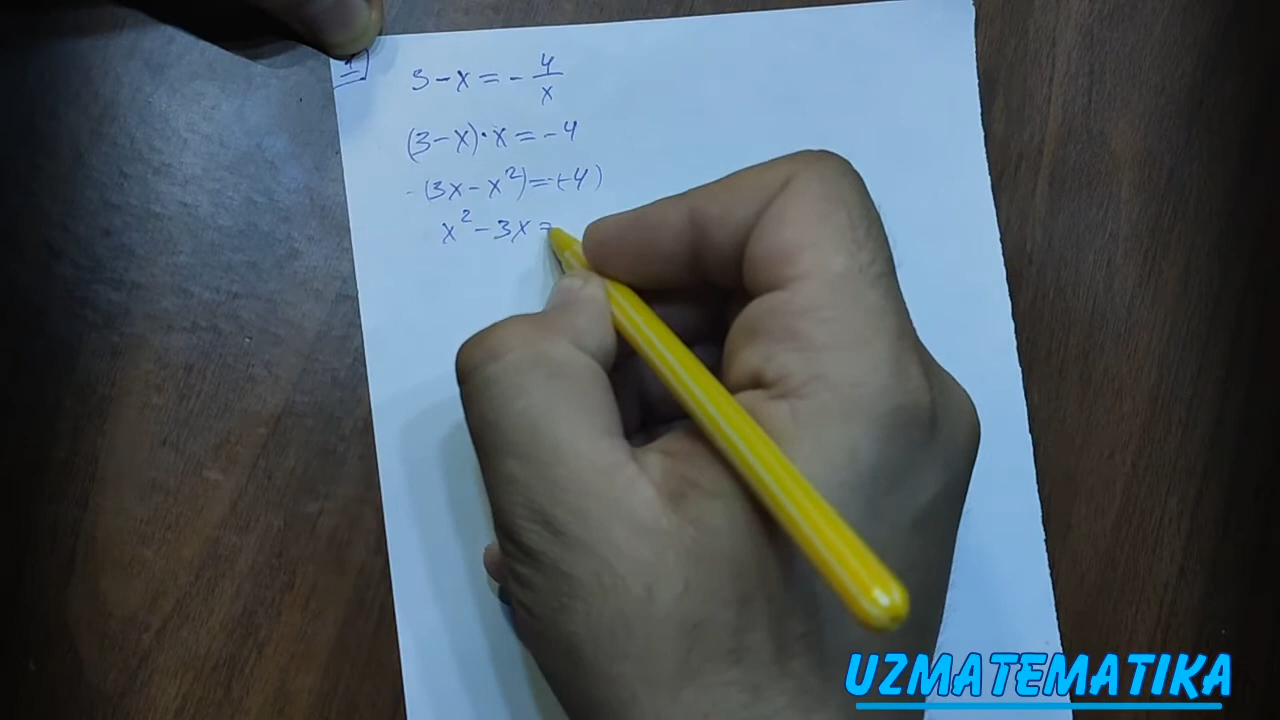 1
3 - x = - 4/x
(3 - x) · x = - 4
- (3x - x²) = -(-4)
x² - 3x =
UZMATEMATIKA